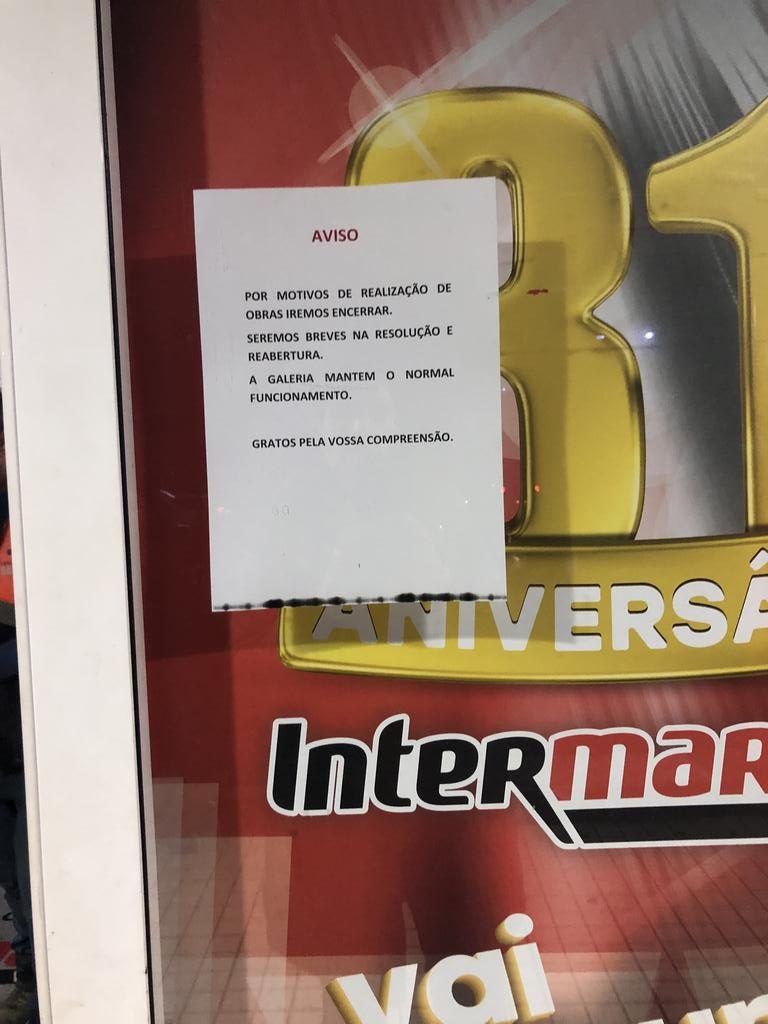 AVISO
POR MOTIVOS DE REALIZAÇÃO DE
OBRAS IREMOS ENCERRAR.
SEREMOS BREVES NA RESOLUÇÃO E
REABERTURA.
A GALERIA MANTEM O NORMAL
FUNCIONAMENTO.
GRATOS PELA VOSSA COMPREENSÃO.
31
ANIVERSÁ
Intermar
vai